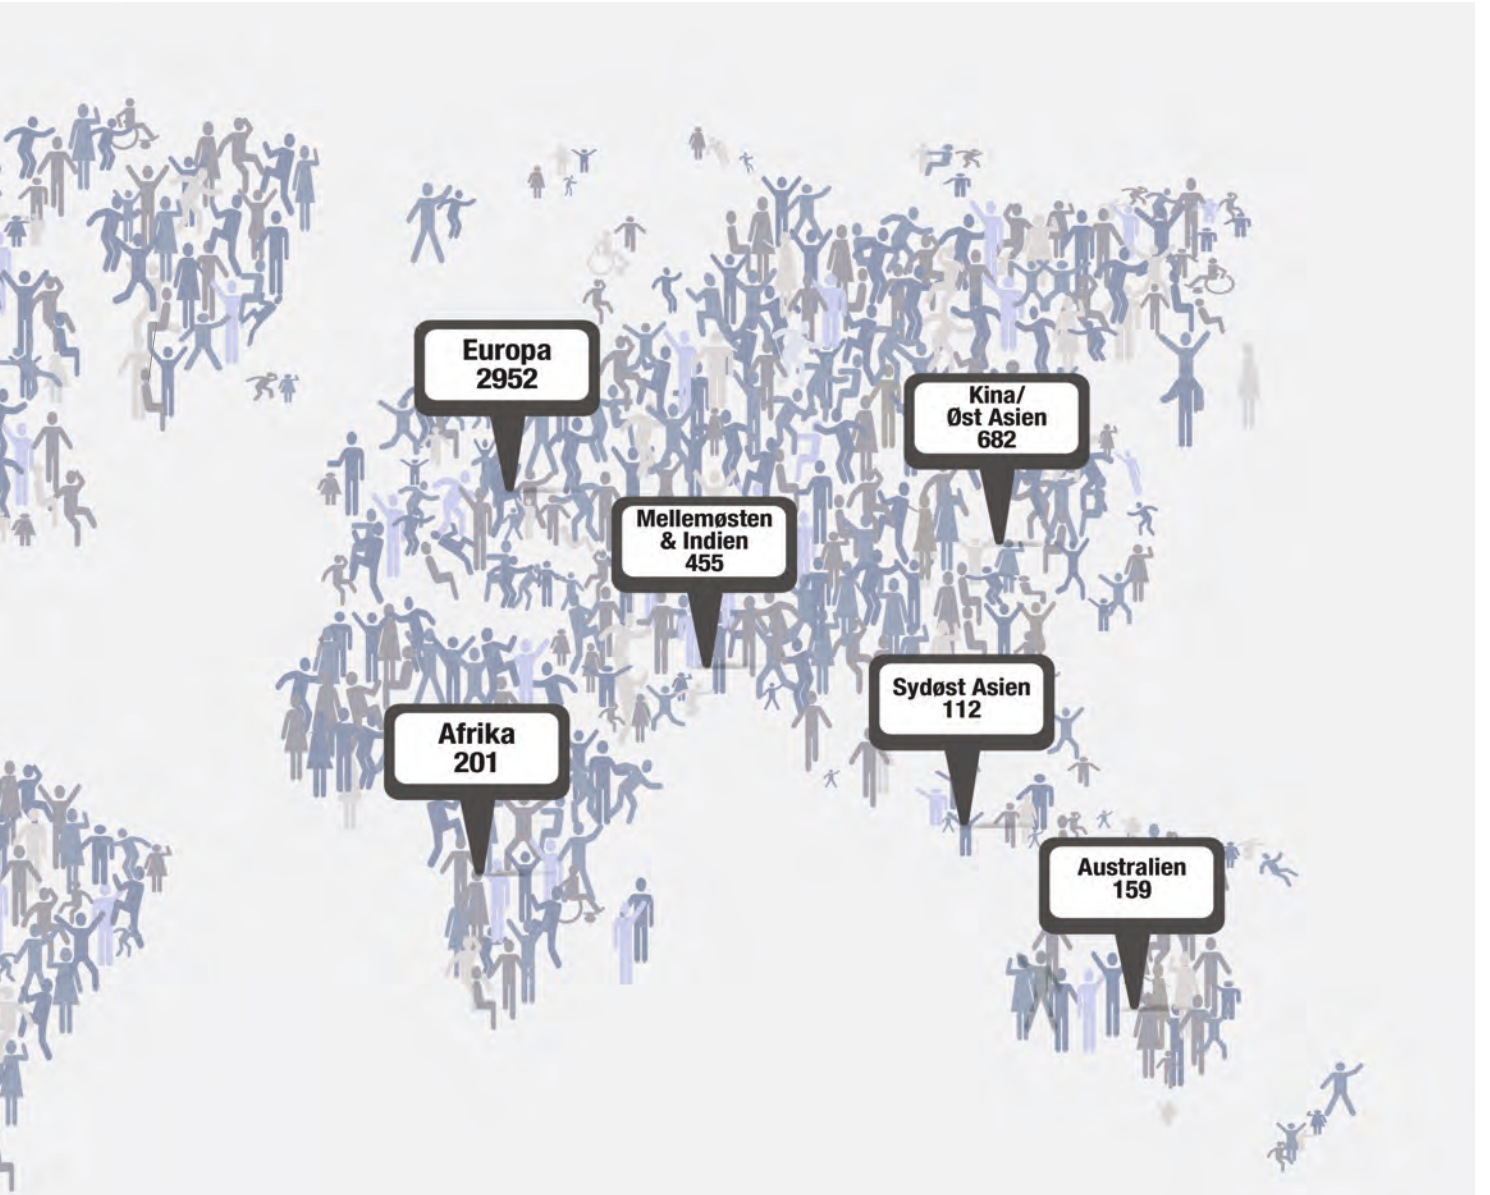 Europa
2952
Kina/
Øst Asien
682
Mellemøsten
& Indien
455
Sydøst Asien
112
Afrika
201
Australien
159